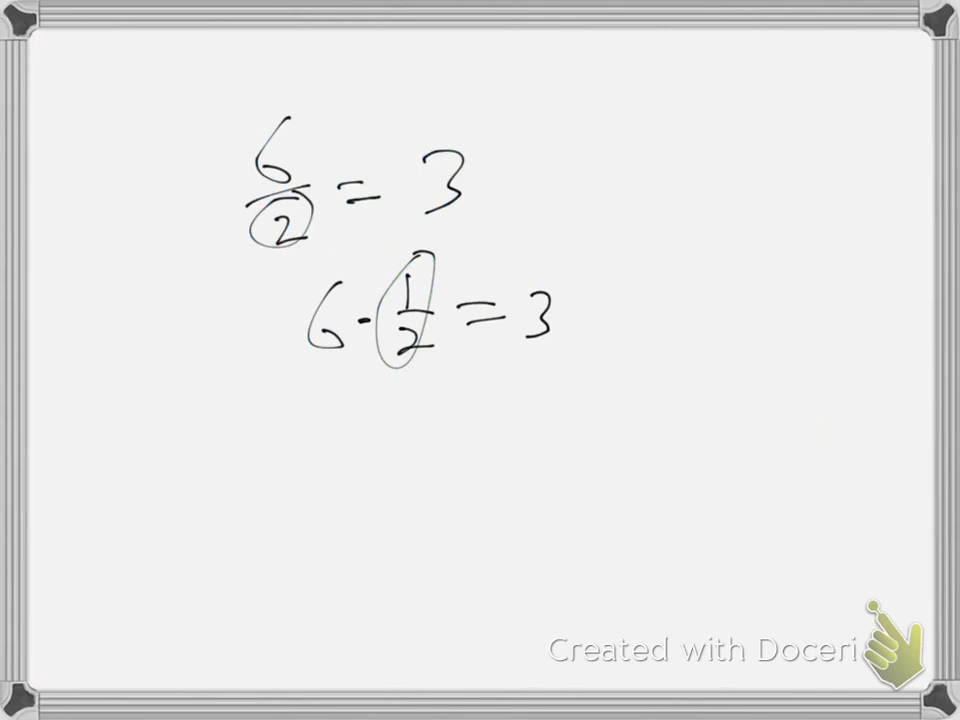 6/2 = 3
6 · 1/2 = 3
Created with Doceri